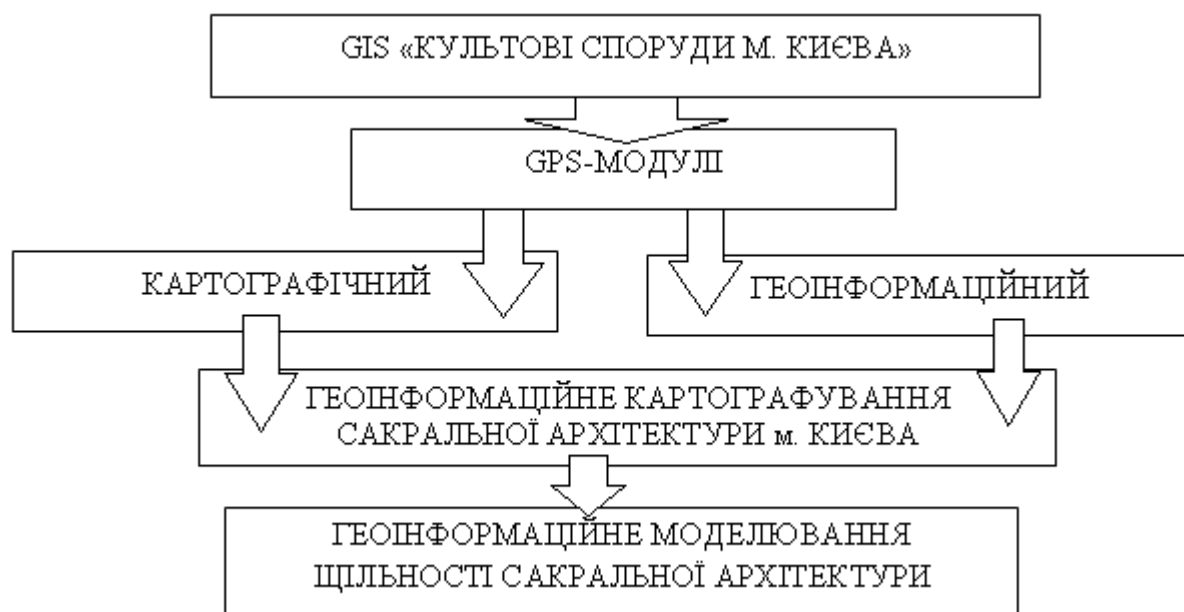 GIS «КУЛЬТОВІ СПОРУДИ М. КИЄВА»
GPS-МОДУЛІ
КАРТОГРАФІЧНИЙ
ГЕОІНФОРМАЦІЙНИЙ
ГЕОІНФОРМАЦІЙНЕ КАРТОГРАФУВАННЯ
САКРАЛЬНОЇ АРХІТЕКТУРИ м. КИЄВА
ГЕОІНФОРМАЦІЙНЕ МОДЕЛЮВАННЯ
ЩІЛЬНОСТІ САКРАЛЬНОЇ АРХІТЕКТУРИ